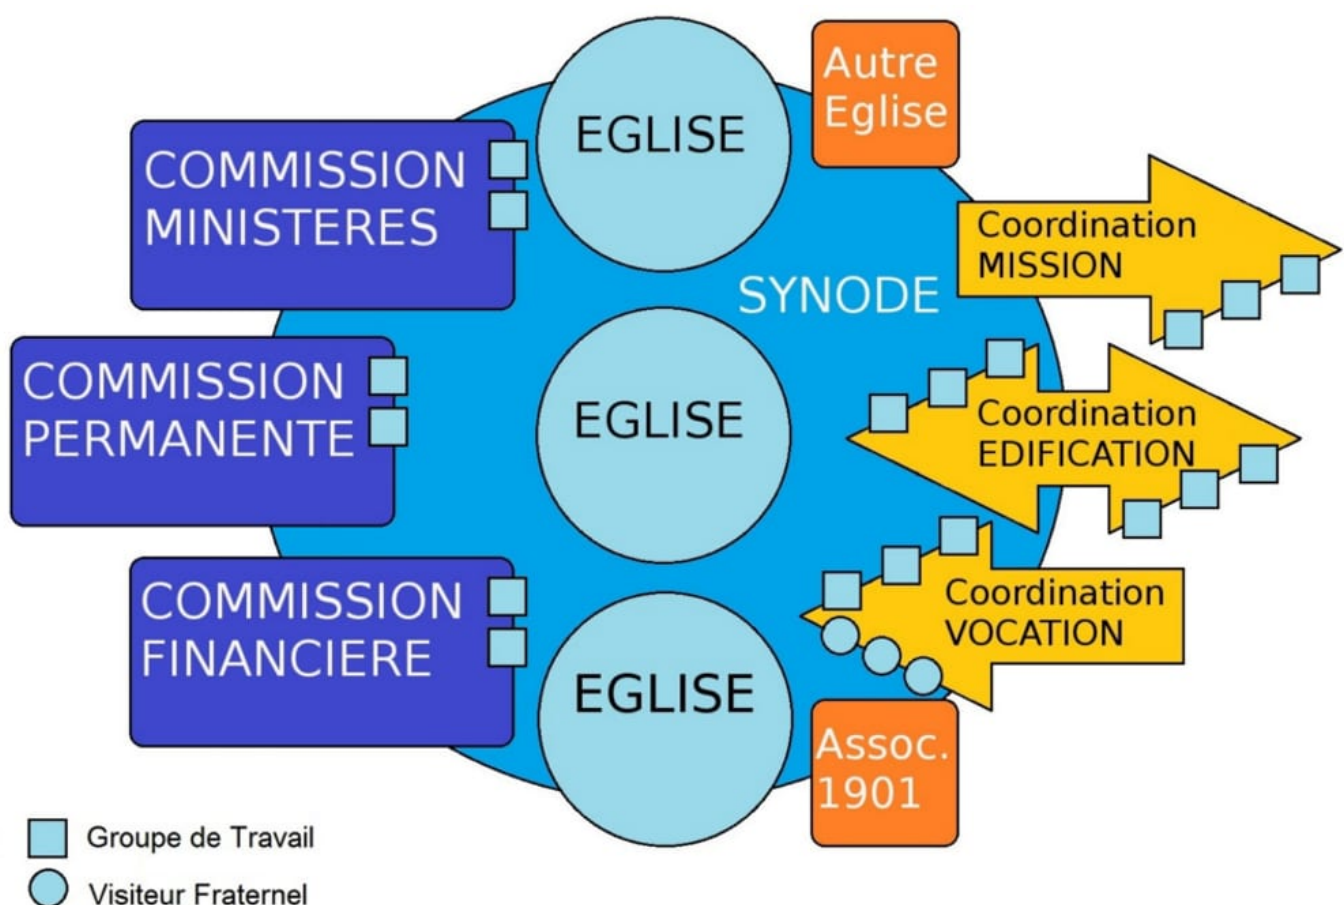 EGLISE
Autre
Eglise
COMMISSION
MINISTERES
Coordination
MISSION
SYNODE
COMMISSION
PERMANENTE
EGLISE
Coordination
EDIFICATION
COMMISSION
FINANCIERE
Coordination
VOCATION
EGLISE
Assoc.
1901
Groupe de Travail
Visiteur Fraternel